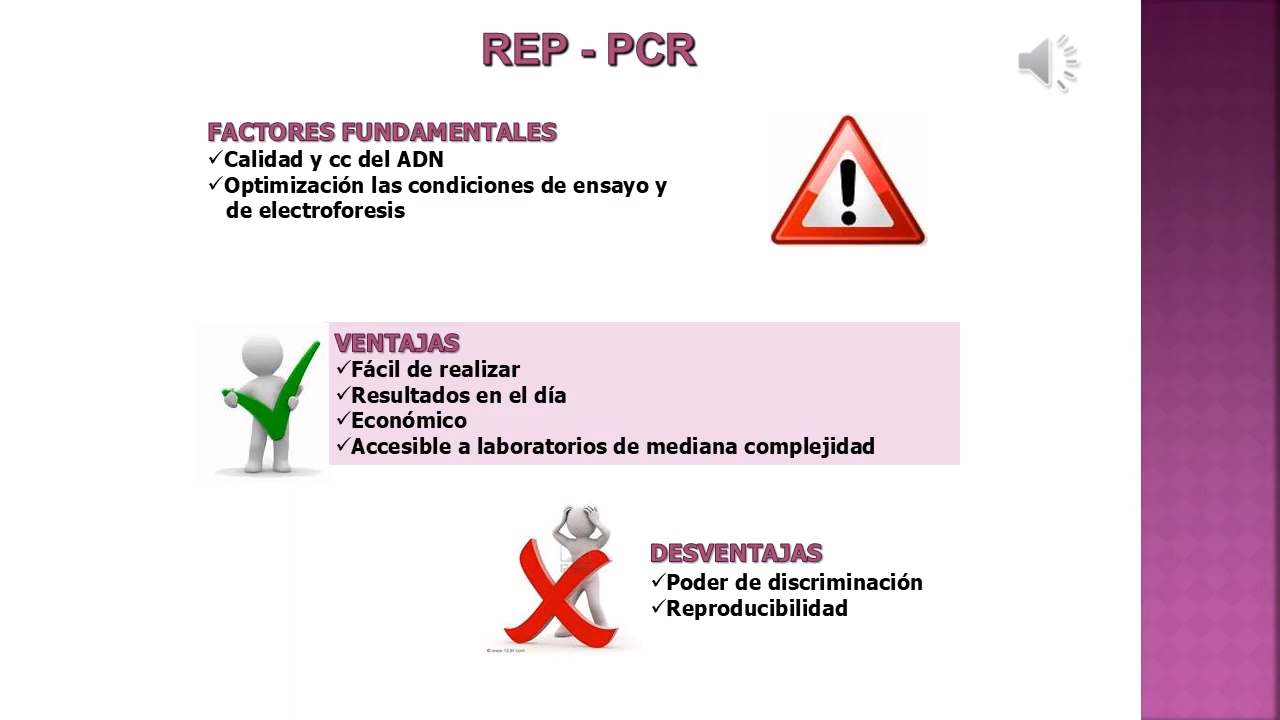 REP - PCR
FACTORES FUNDAMENTALES
✓Calidad y cc del ADN
✓Optimización las condiciones de ensayo y
de electroforesis
VENTAJAS
✓Fácil de realizar
✓Resultados en el día
✓Económico
✓Accesible a laboratorios de mediana complejidad
DESVENTAJAS
✓Poder de discriminación
✓Reproducibilidad